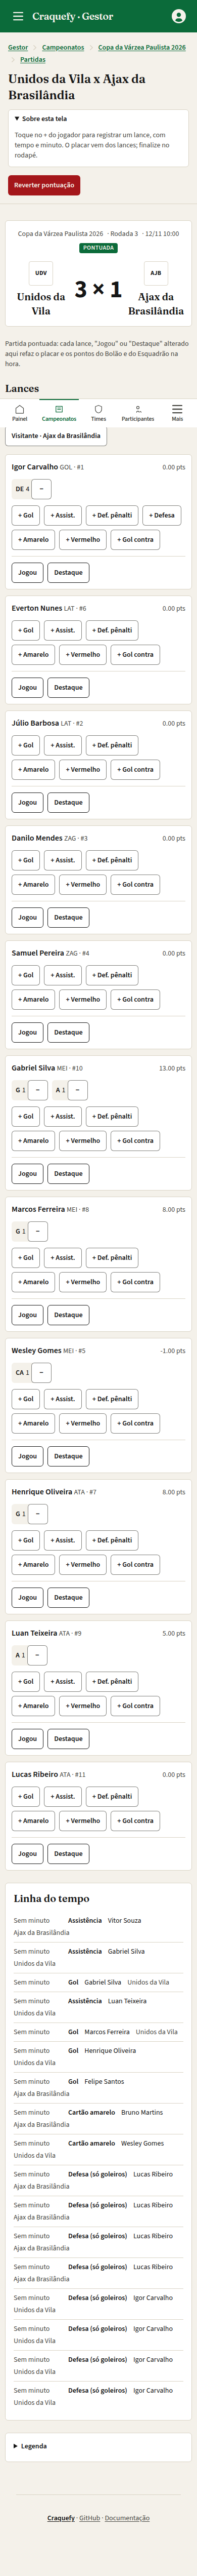 Craquefy · Gestor
Gestor › Campeonatos › Copa da Várzea Paulista 2026
› Partidas
Unidos da Vila x Ajax da
Brasilândia
▼ Sobre esta tela
Toque no + do jogador para registrar um lance, com
tempo e minuto. O placar vem dos lances; finalize no
rodapé.
Reverter pontuação
Copa da Várzea Paulista 2026 · Rodada 3 · 12/11 10:00
PONTUADA
UDV
AJB
3 × 1
Unidos da
Vila
Ajax da
Brasilândia
Partida pontuada: cada lance, "Jogou" ou "Destaque" alterado
aqui refaz o placar e os pontos do Bolão e do Esquadrão na
hora.
Lances
Painel
Campeonatos
Times
Participantes
Mais
Visitante · Ajax da Brasilândia
Igor Carvalho GOL · #1 0.00 pts
DE 4 −
+ Gol + Assist. + Def. pênalti + Defesa
+ Amarelo + Vermelho + Gol contra
Jogou Destaque
Everton Nunes LAT · #6 0.00 pts
+ Gol + Assist. + Def. pênalti
+ Amarelo + Vermelho + Gol contra
Jogou Destaque
Júlio Barbosa LAT · #2 0.00 pts
+ Gol + Assist. + Def. pênalti
+ Amarelo + Vermelho + Gol contra
Jogou Destaque
Danilo Mendes ZAG · #3 0.00 pts
+ Gol + Assist. + Def. pênalti
+ Amarelo + Vermelho + Gol contra
Jogou Destaque
Samuel Pereira ZAG · #4 0.00 pts
+ Gol + Assist. + Def. pênalti
+ Amarelo + Vermelho + Gol contra
Jogou Destaque
Gabriel Silva MEI · #10 13.00 pts
G 1 − A 1 −
+ Gol + Assist. + Def. pênalti
+ Amarelo + Vermelho + Gol contra
Jogou Destaque
Marcos Ferreira MEI · #8 8.00 pts
G 1 −
+ Gol + Assist. + Def. pênalti
+ Amarelo + Vermelho + Gol contra
Jogou Destaque
Wesley Gomes MEI · #5 -1.00 pts
CA 1 −
+ Gol + Assist. + Def. pênalti
+ Amarelo + Vermelho + Gol contra
Jogou Destaque
Henrique Oliveira ATA · #7 8.00 pts
G 1 −
+ Gol + Assist. + Def. pênalti
+ Amarelo + Vermelho + Gol contra
Jogou Destaque
Luan Teixeira ATA · #9 5.00 pts
A 1 −
+ Gol + Assist. + Def. pênalti
+ Amarelo + Vermelho + Gol contra
Jogou Destaque
Lucas Ribeiro ATA · #11 0.00 pts
+ Gol + Assist. + Def. pênalti
+ Amarelo + Vermelho + Gol contra
Jogou Destaque
Linha do tempo
Sem minuto Assistência Vitor Souza
Ajax da Brasilândia
Sem minuto Assistência Gabriel Silva
Unidos da Vila
Sem minuto Gol Gabriel Silva Unidos da Vila
Sem minuto Assistência Luan Teixeira
Unidos da Vila
Sem minuto Gol Marcos Ferreira Unidos da Vila
Sem minuto Gol Henrique Oliveira
Unidos da Vila
Sem minuto Gol Felipe Santos
Ajax da Brasilândia
Sem minuto Cartão amarelo Bruno Martins
Ajax da Brasilândia
Sem minuto Cartão amarelo Wesley Gomes
Unidos da Vila
Sem minuto Defesa (só goleiros) Lucas Ribeiro
Ajax da Brasilândia
Sem minuto Defesa (só goleiros) Lucas Ribeiro
Ajax da Brasilândia
Sem minuto Defesa (só goleiros) Lucas Ribeiro
Ajax da Brasilândia
Sem minuto Defesa (só goleiros) Lucas Ribeiro
Ajax da Brasilândia
Sem minuto Defesa (só goleiros) Igor Carvalho
Unidos da Vila
Sem minuto Defesa (só goleiros) Igor Carvalho
Unidos da Vila
Sem minuto Defesa (só goleiros) Igor Carvalho
Unidos da Vila
Sem minuto Defesa (só goleiros) Igor Carvalho
Unidos da Vila
► Legenda
Craquefy · GitHub · Documentação